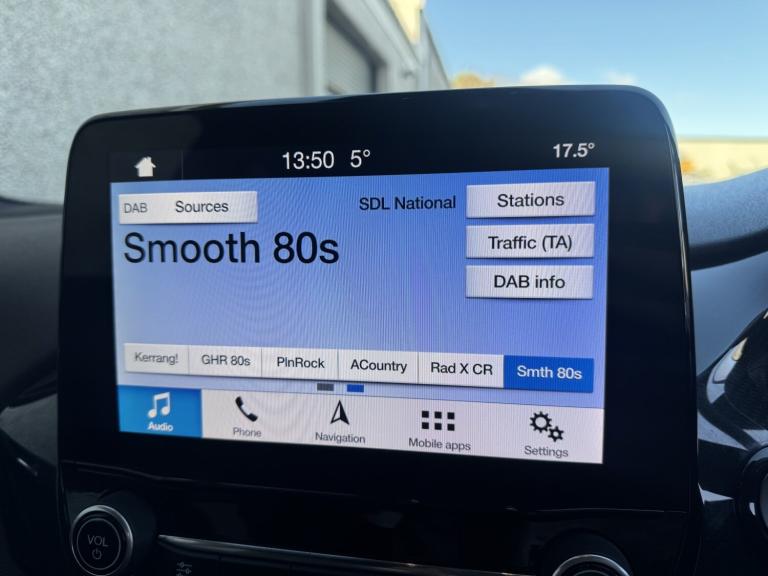 13:50 5° 17.5°
DAB Sources SDL National Stations
Smooth 80s
Traffic (TA)
DAB info
Kerrang! GHR 80s PlnRock ACountry Rad X CR Smth 80s
Audio Phone Navigation Mobile apps Settings
VOL